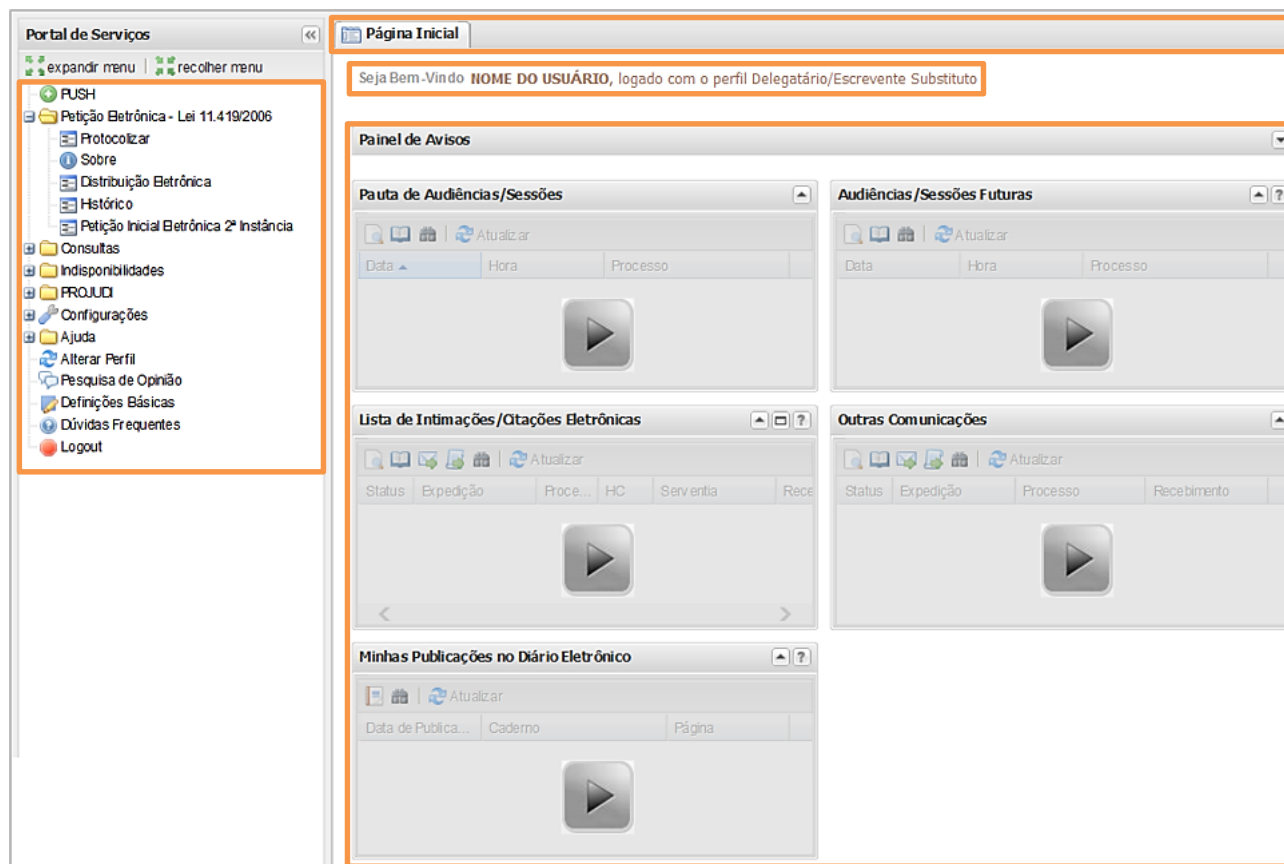 Portal de Serviços
expandir menu | recolher menu
PUSH
Petição Eletrônica - Lei 11.419/2006
Protocolizar
Sobre
Distribuição Eletrônica
Histórico
Petição Inicial Eletrônica 2ª Instância
Consultas
Indisponibilidades
PROJUDI
Configurações
Ajuda
Alterar Perfil
Pesquisa de Opinião
Definições Básicas
Dúvidas Frequentes
Logout
Página Inicial
Seja Bem-Vindo NOME DO USUÁRIO, logado com o perfil Delegatário/Escrevente Substituto
Painel de Avisos
Pauta de Audiências/Sessões
Atualizar
Data Hora Processo
Audiências/Sessões Futuras
Atualizar
Data Hora Processo
Lista de Intimações/Citações Eletrônicas
Atualizar
Status Expedição Proce... HC Serventia Rece
Outras Comunicações
Atualizar
Status Expedição Processo Recebimento
Minhas Publicações no Diário Eletrônico
Atualizar
Data de Publica... Caderno Página